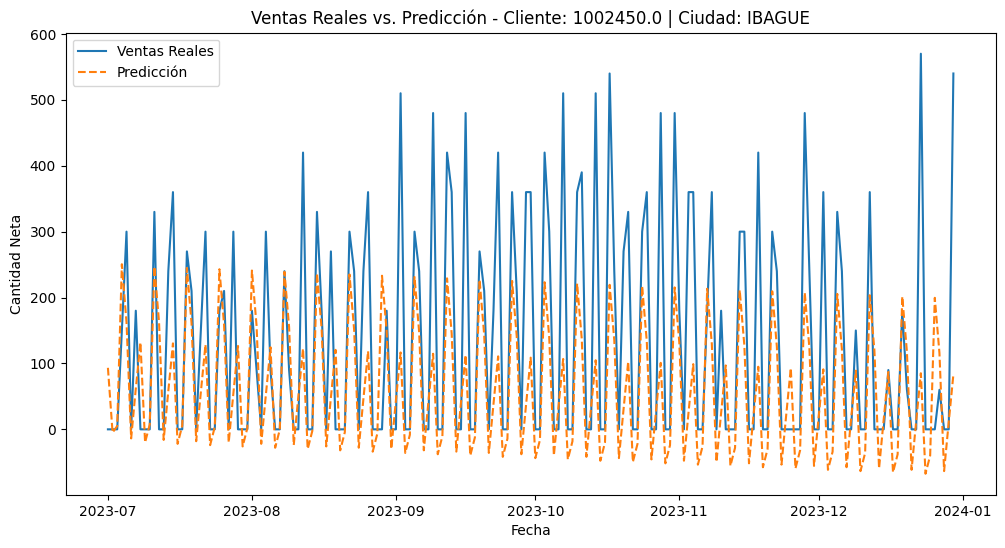 Ventas Reales vs. Predicción - Cliente: 1002450.0 | Ciudad: IBAGUE
Ventas Reales
Predicción
Cantidad Neta
600
500
400
300
200
100
0
2023-07
2023-08
2023-09
2023-10
2023-11
2023-12
2024-01
Fecha